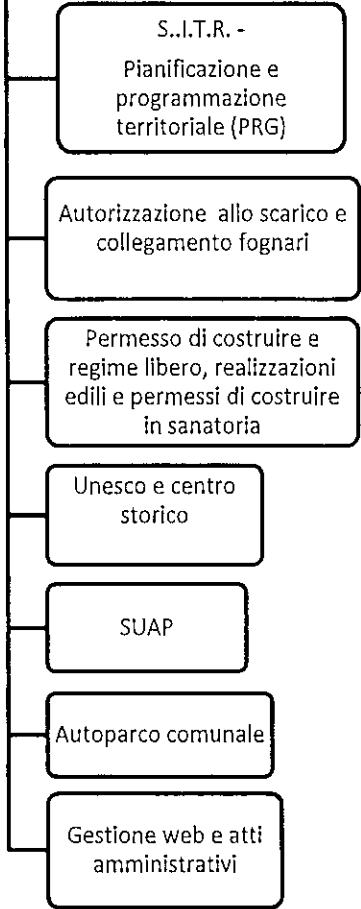 S..I.T.R. -
Pianificazione e
programmazione
territoriale (PRG)
Autorizzazione allo scarico e
collegamento fognari
Permesso di costruire e
regime libero, realizzazioni
edili e permessi di costruire
in sanatoria
Unesco e centro
storico
SUAP
Autoparco comunale
Gestione web e atti
amministrativi